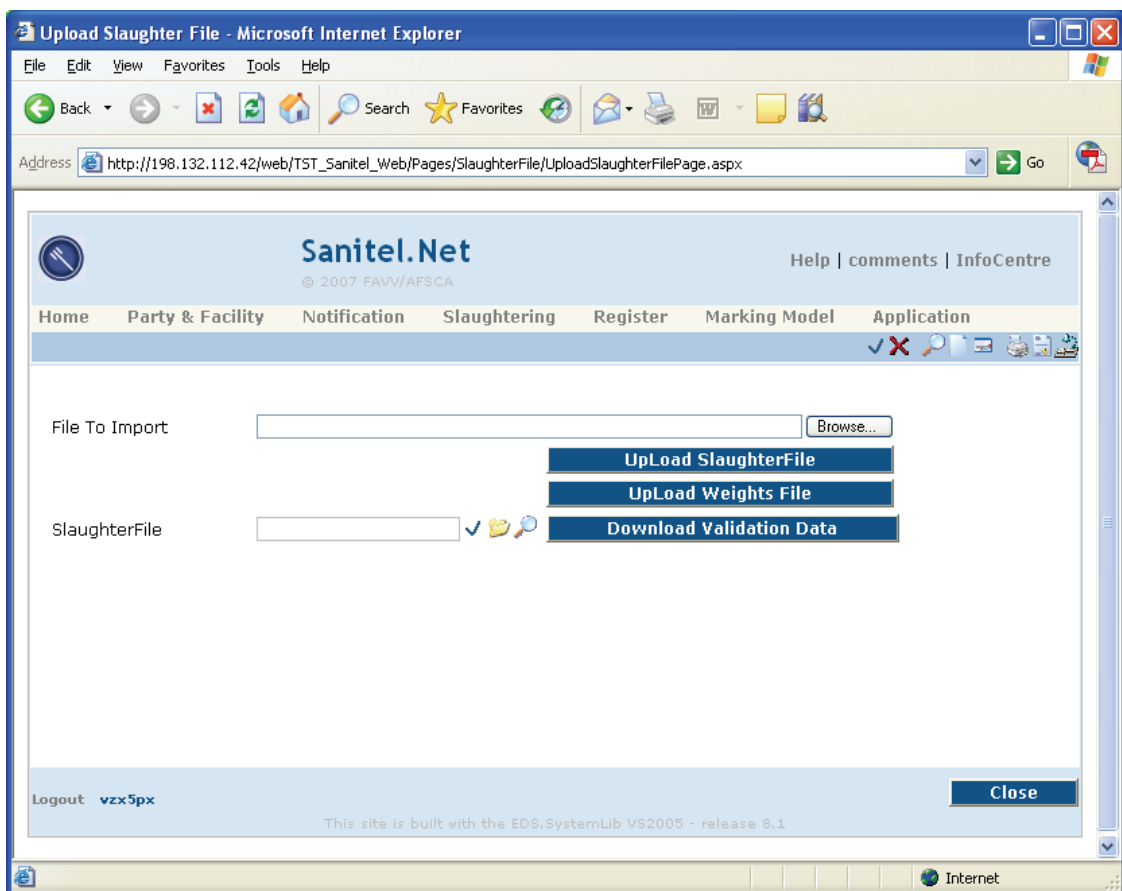 Upload Slaughter File - Microsoft Internet Explorer
File Edit View Favorites Tools Help
Back Search Favorites
Address http://198.132.112.42/web/TST_Sanitel_Web/Pages/SlaughterFile/UploadSlaughterFilePage.aspx Go
Sanitel.Net
Help | comments | InfoCentre
© 2007 FAVV/AFSCA
Home Party & Facility Notification Slaughtering Register Marking Model Application
File To Import Browse...
UpLoad SlaughterFile
UpLoad Weights File
SlaughterFile Download Validation Data
Close
Logout vzx5px
This site is built with the EDS.SystemLib VS2005 - release 8.1
Internet